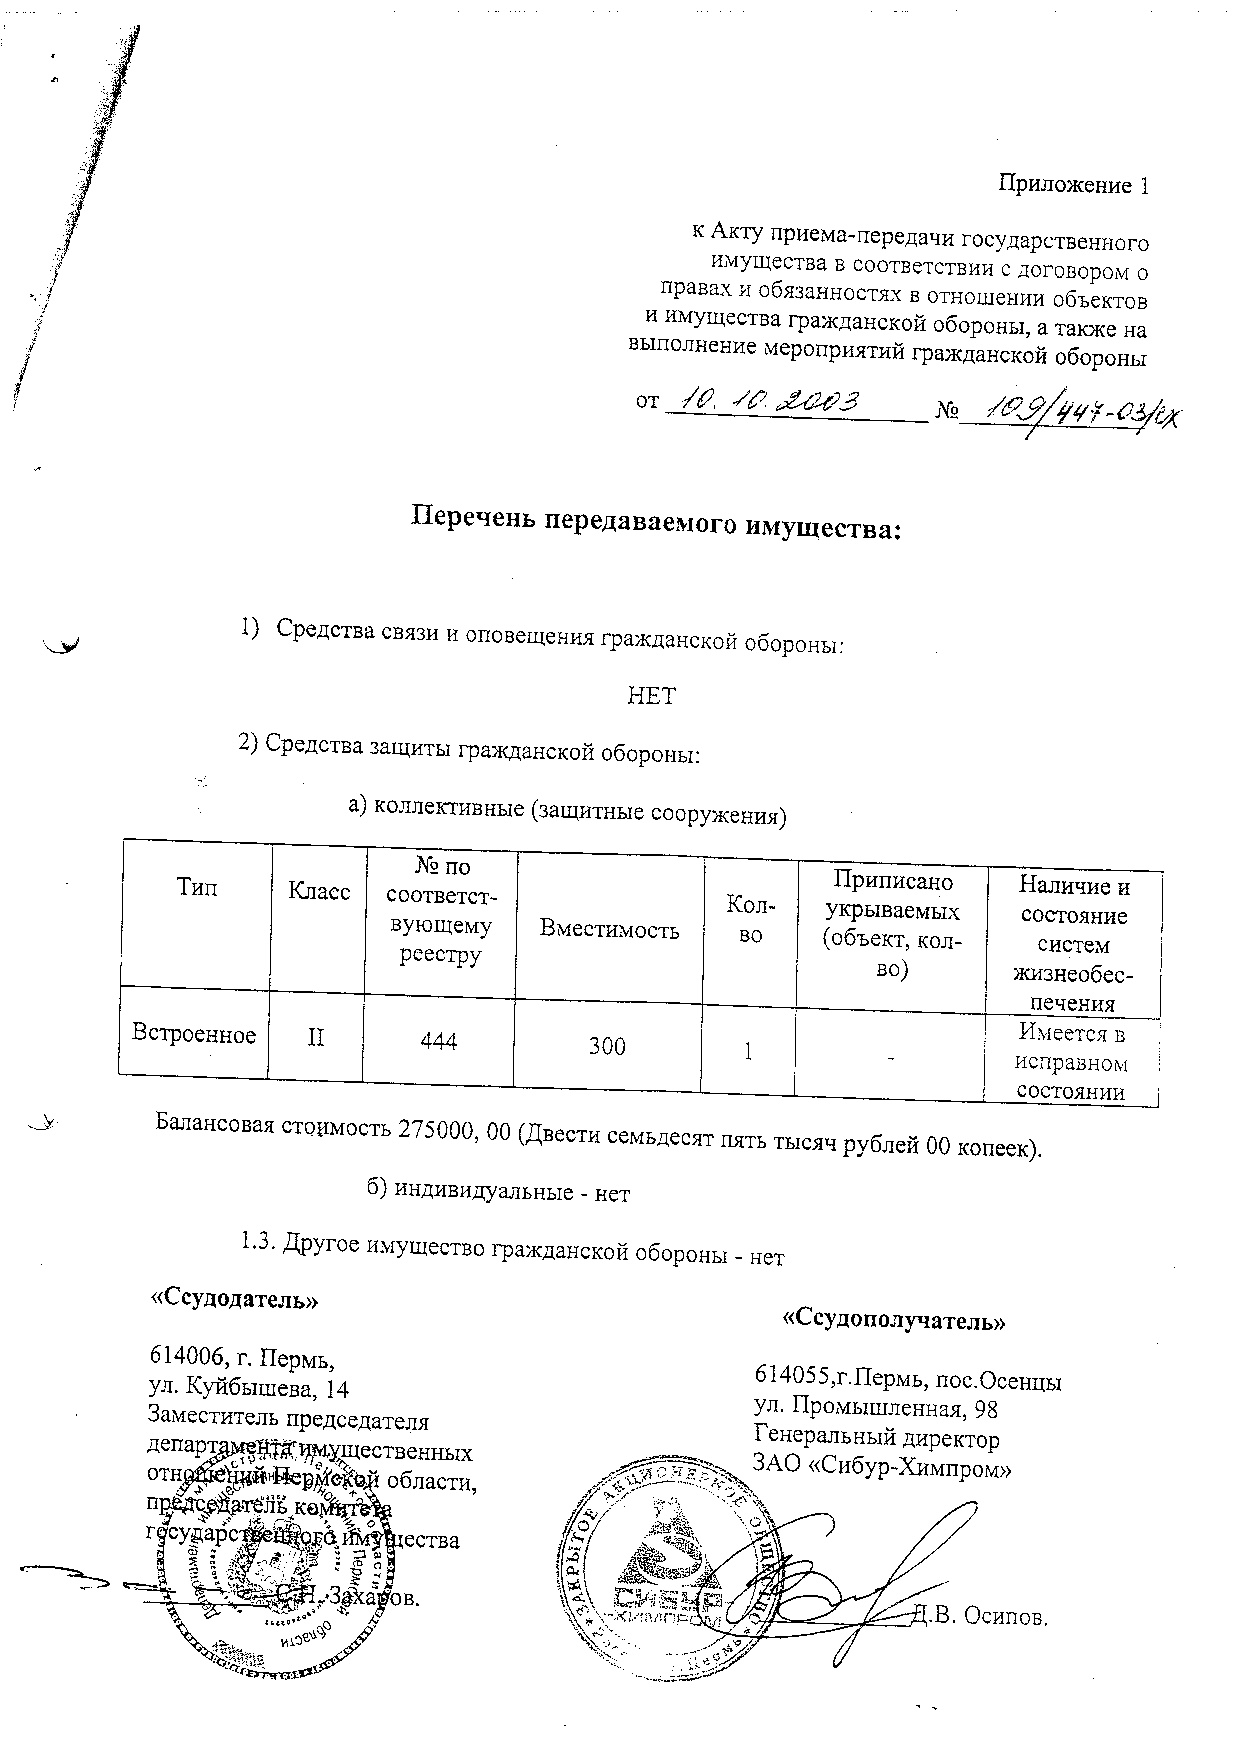 Приложение 1
к Акту приема-передачи государственного
имущества в соответствии с договором о
правах и обязанностях в отношении объектов
и имущества гражданской обороны, а также на
выполнение мероприятий гражданской обороны
от 10.10.2003 № 109/447-03/ох
Перечень передаваемого имущества:
1) Средства связи и оповещения гражданской обороны:
НЕТ
2) Средства защиты гражданской обороны:
а) коллективные (защитные сооружения)
Тип
Класс
№ по
соответст-
вующему
реестру
Вместимость
Кол-
во
Приписано
укрываемых
(объект, кол-
во)
Наличие и
состояние
систем
жизнеобес-
печения
Встроенное
II
444
300
1
-
Имеется в
исправном
состоянии
Балансовая стоимость 275000, 00 (Двести семьдесят пять тысяч рублей 00 копеек).
б) индивидуальные - нет
1.3. Другое имущество гражданской обороны - нет
«Ссудодатель»
614006, г. Пермь,
ул. Куйбышева, 14
Заместитель председателя
департамента имущественных
отношений Пермской области,
председатель комитета
государственного имущества
С.Н. Захаров.
«Ссудополучатель»
614055,г.Пермь, пос.Осенцы
ул. Промышленная, 98
Генеральный директор
ЗАО «Сибур-Химпром»
Д.В. Осипов.
ЗАКРЫТОЕ АКЦИОНЕРНОЕ ОБЩЕСТВО
СИБУР
-ХИМПРОМ